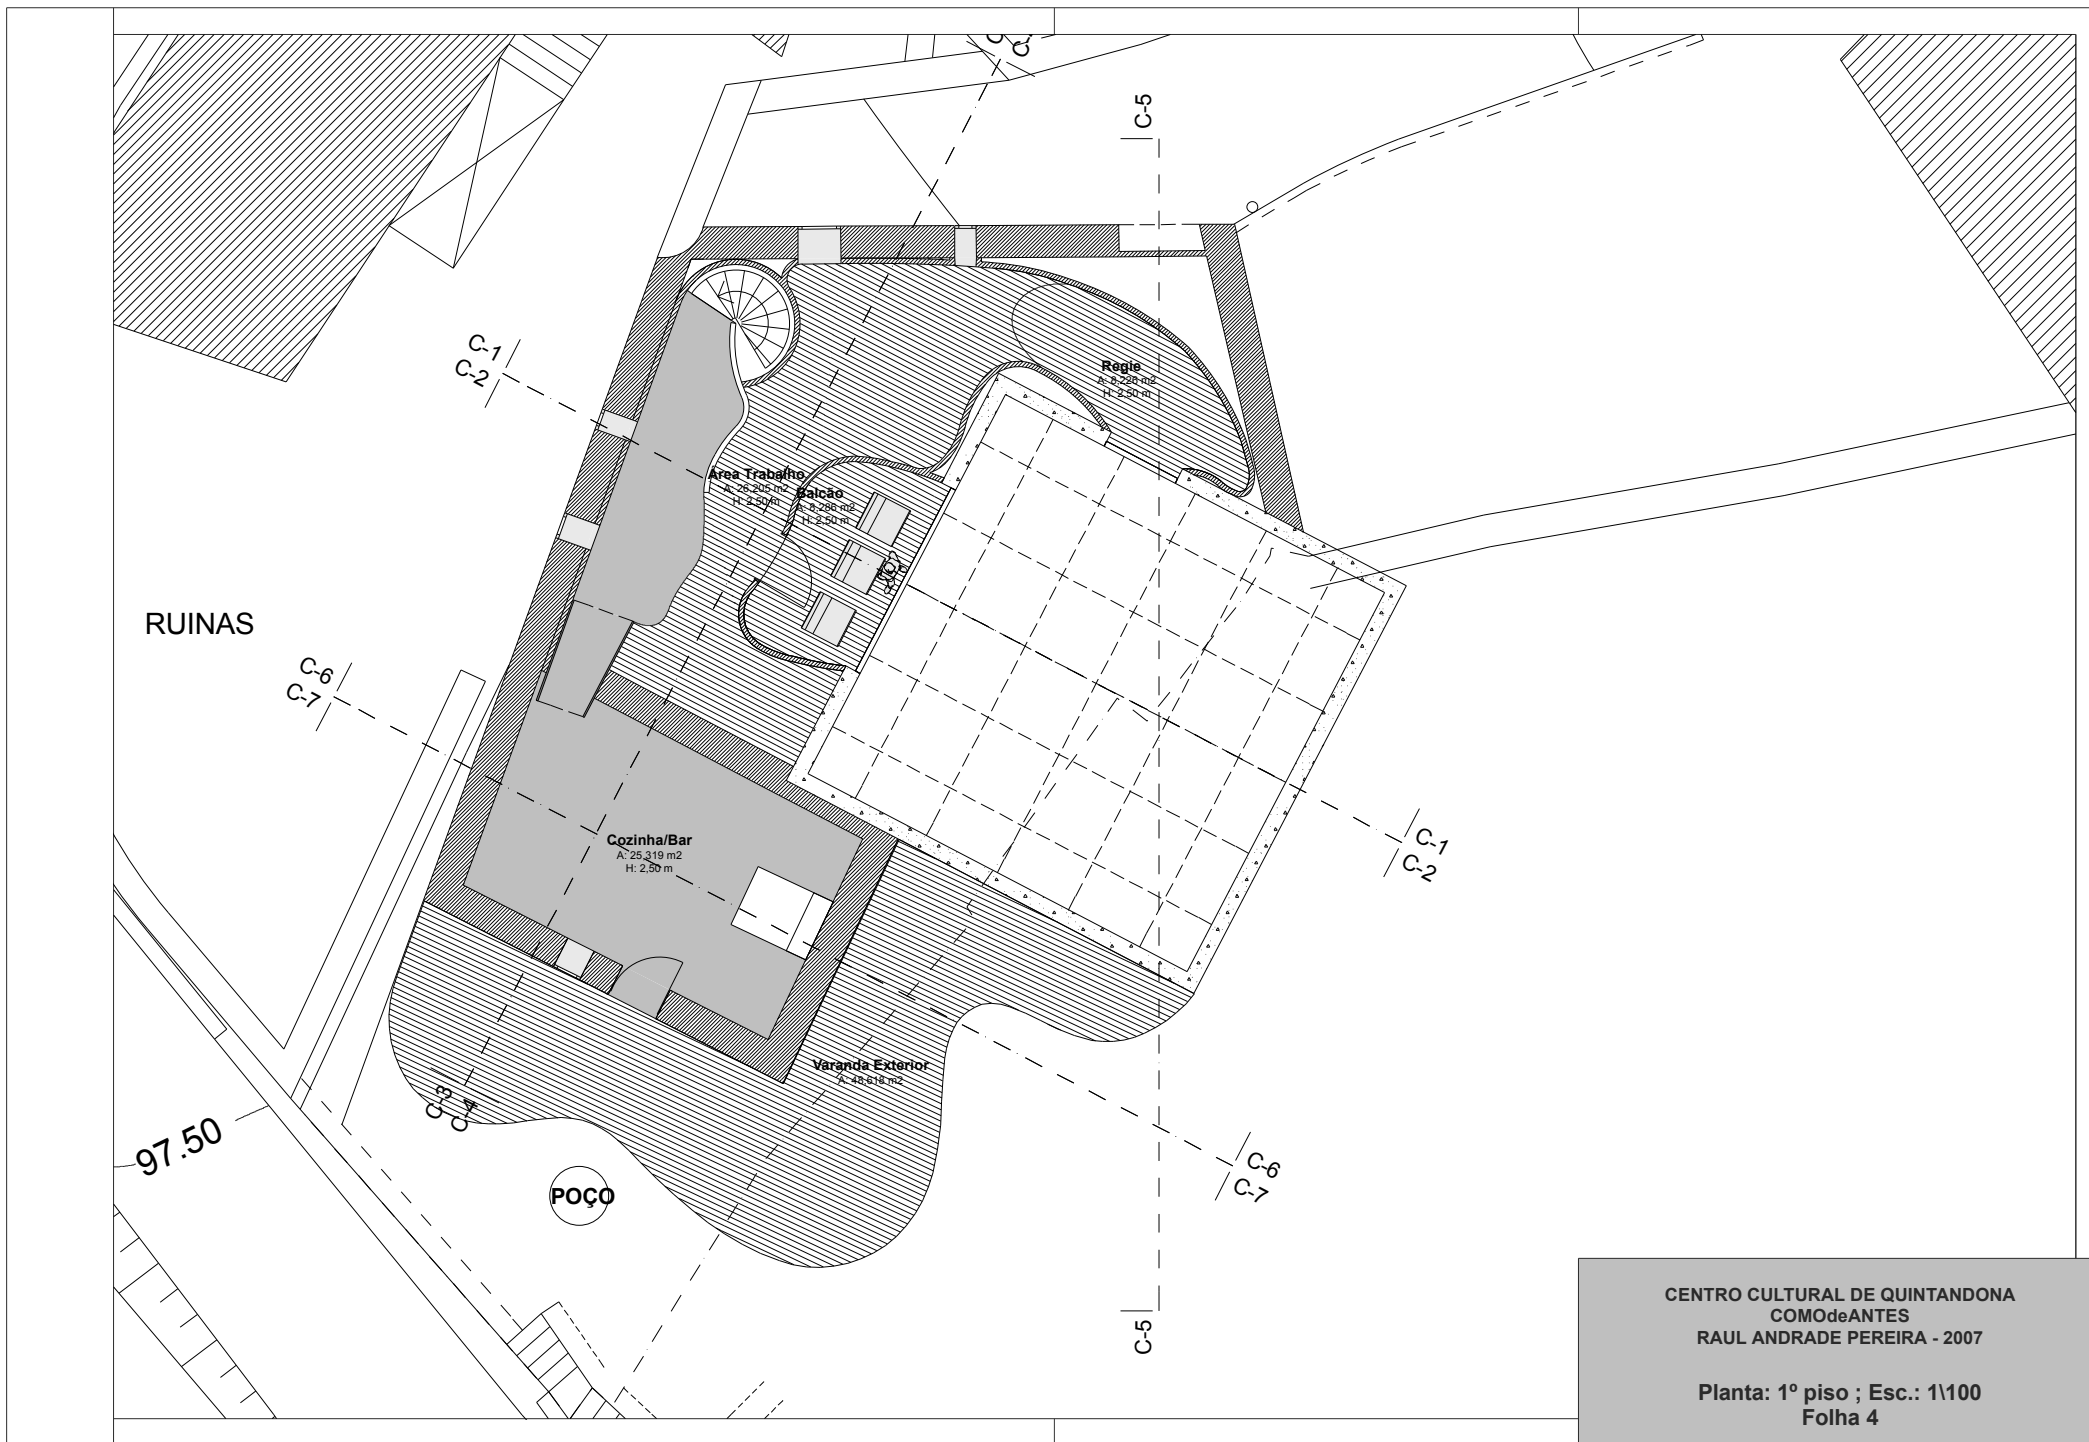 C-5
C-1
C-2
Regie
A: 8,226 m2
H: 2,50 m
Área Trabalho
A: 26,205 m2
H: 2,50 m
Balcão
A: 8,286 m2
H: 2,50 m
RUINAS
C-6
C-7
Cozinha/Bar
A: 25,319 m2
H: 2,50 m
C-1
C-2
Varanda Exterior
A: 48,618 m2
C-3
C-4
97.50
POÇO
C-6
C-7
C-5
CENTRO CULTURAL DE QUINTANDONA
COMOdeANTES
RAUL ANDRADE PEREIRA - 2007
Planta: 1º piso ; Esc.: 1\100
Folha 4